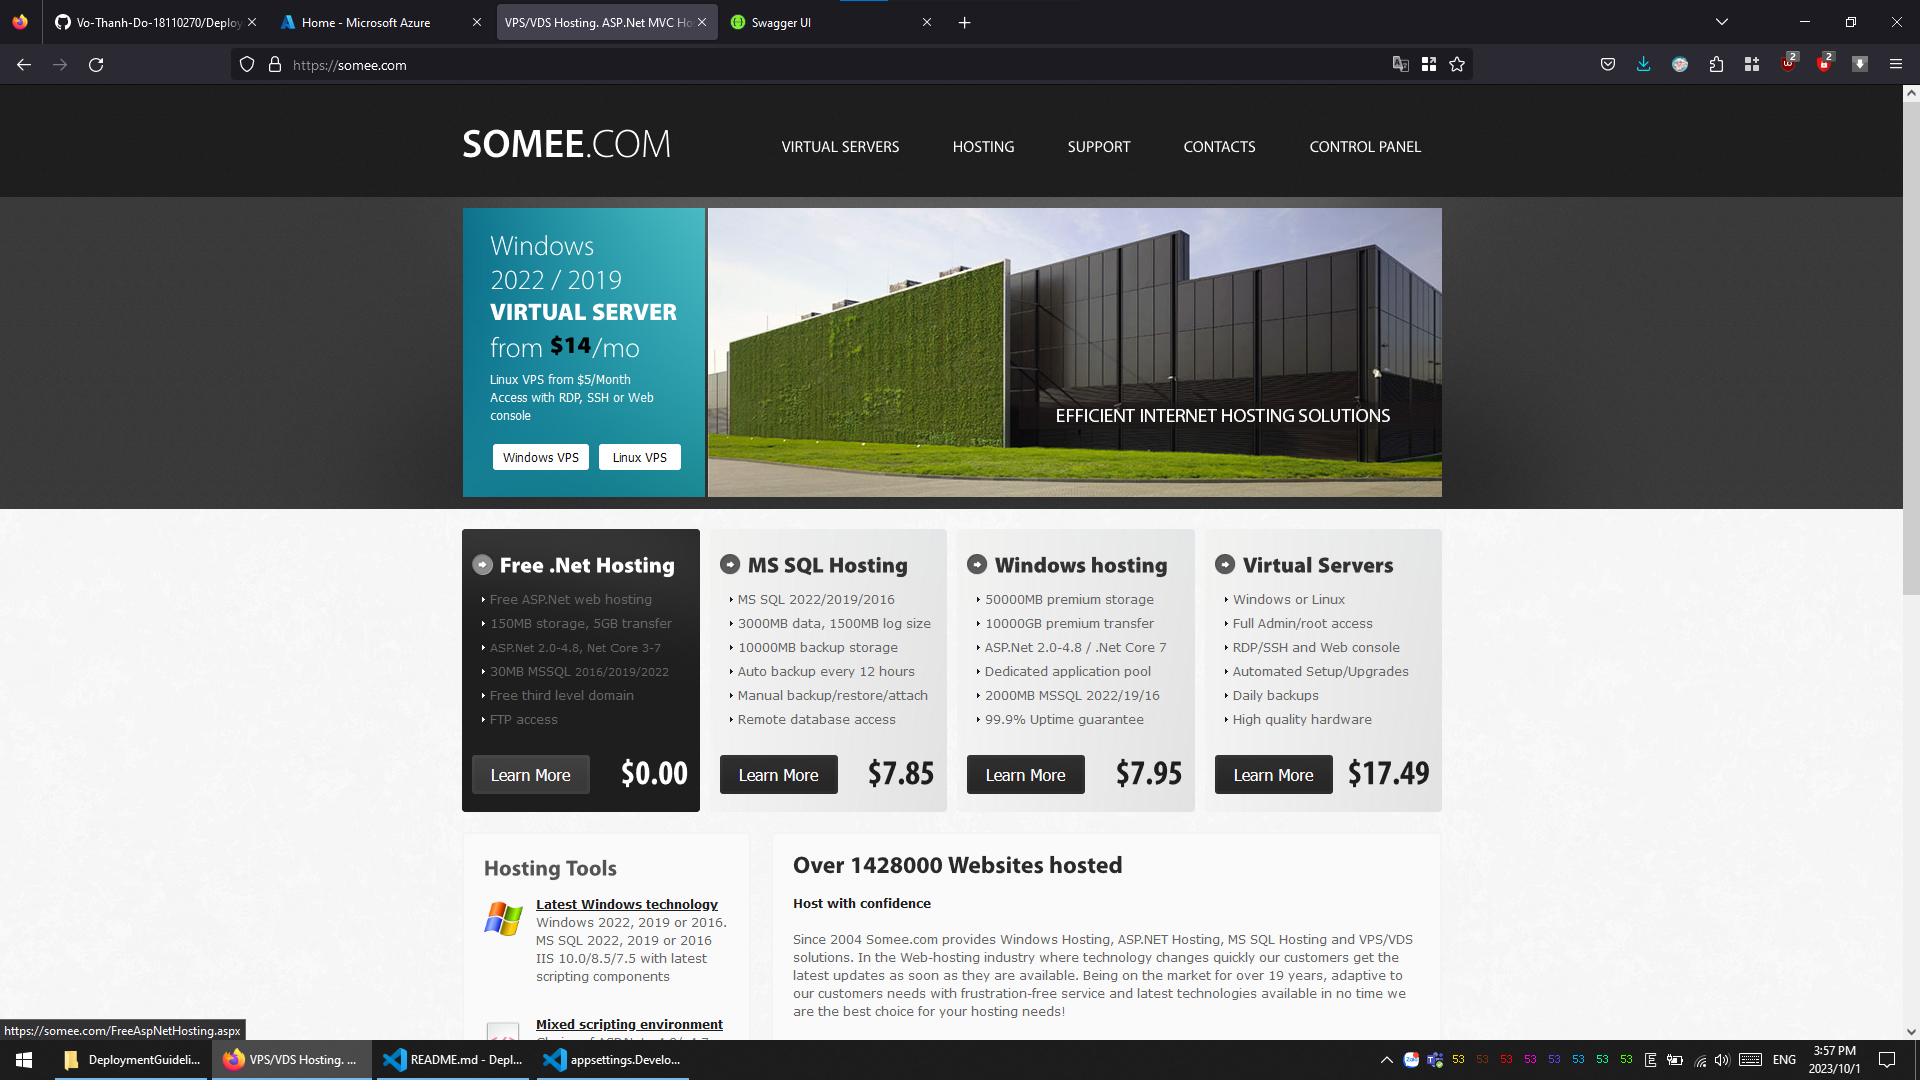 Vo-Thanh-Do-18110270/Deploy
Home - Microsoft Azure
VPS/VDS Hosting. ASP.Net MVC Ho
Swagger UI
https://somee.com
2
2
SOMEE.COM
VIRTUAL SERVERS
HOSTING
SUPPORT
CONTACTS
CONTROL PANEL
Windows
2022 / 2019
VIRTUAL SERVER
from $14/mo
Linux VPS from $5/Month
Access with RDP, SSH or Web
console
Windows VPS
Linux VPS
EFFICIENT INTERNET HOSTING SOLUTIONS
Free .Net Hosting
Free ASP.Net web hosting
150MB storage, 5GB transfer
ASP.Net 2.0-4.8, Net Core 3-7
30MB MSSQL 2016/2019/2022
Free third level domain
FTP access
Learn More
$0.00
MS SQL Hosting
MS SQL 2022/2019/2016
3000MB data, 1500MB log size
10000MB backup storage
Auto backup every 12 hours
Manual backup/restore/attach
Remote database access
Learn More
$7.85
Windows hosting
50000MB premium storage
10000GB premium transfer
ASP.Net 2.0-4.8 / .Net Core 7
Dedicated application pool
2000MB MSSQL 2022/19/16
99.9% Uptime guarantee
Learn More
$7.95
Virtual Servers
Windows or Linux
Full Admin/root access
RDP/SSH and Web console
Automated Setup/Upgrades
Daily backups
High quality hardware
Learn More
$17.49
Hosting Tools
Latest Windows technology
Windows 2022, 2019 or 2016.
MS SQL 2022, 2019 or 2016
IIS 10.0/8.5/7.5 with latest
scripting components
Mixed scripting environment
Over 1428000 Websites hosted
Host with confidence
Since 2004 Somee.com provides Windows Hosting, ASP.NET Hosting, MS SQL Hosting and VPS/VDS
solutions. In the Web-hosting industry where technology changes quickly our customers get the
latest updates as soon as they are available. Being on the market for over 19 years, adaptive to
our customers needs with frustration-free service and latest technologies available in no time we
are the best choice for your hosting needs!
https://somee.com/FreeAspNetHosting.aspx
DeploymentGuideli...
VPS/VDS Hosting. ...
README.md - Depl...
appsettings.Develo...
53 53 53 53 53 53 53 53
ENG
3:57 PM
2023/10/1